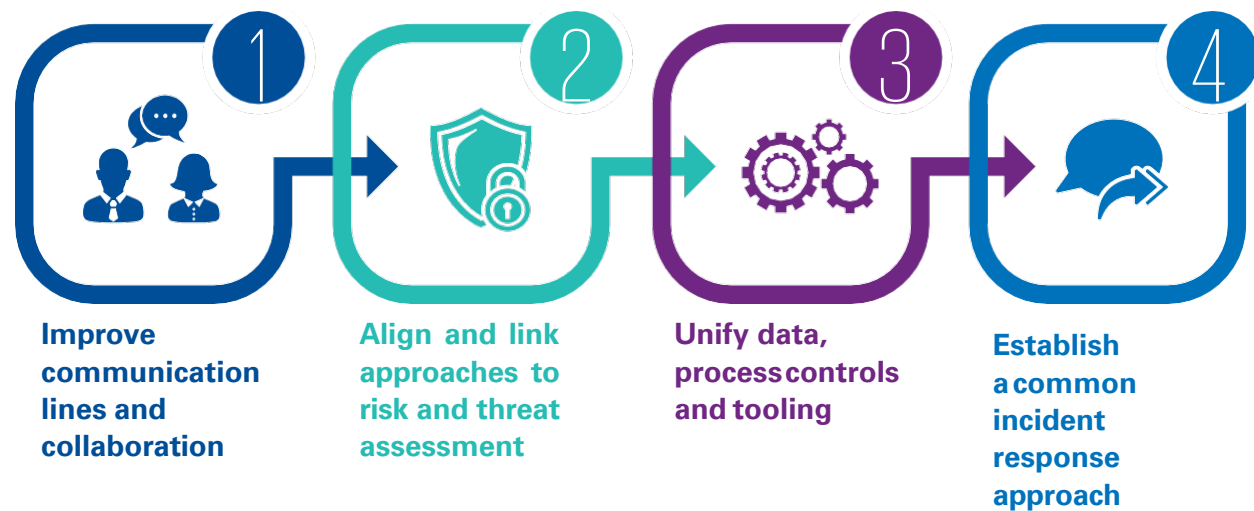 1
Improve
communication
lines and
collaboration
2
Align and link
approaches to
risk and threat
assessment
3
Unify data,
process controls
and tooling
4
Establish
a common
incident
response
approach